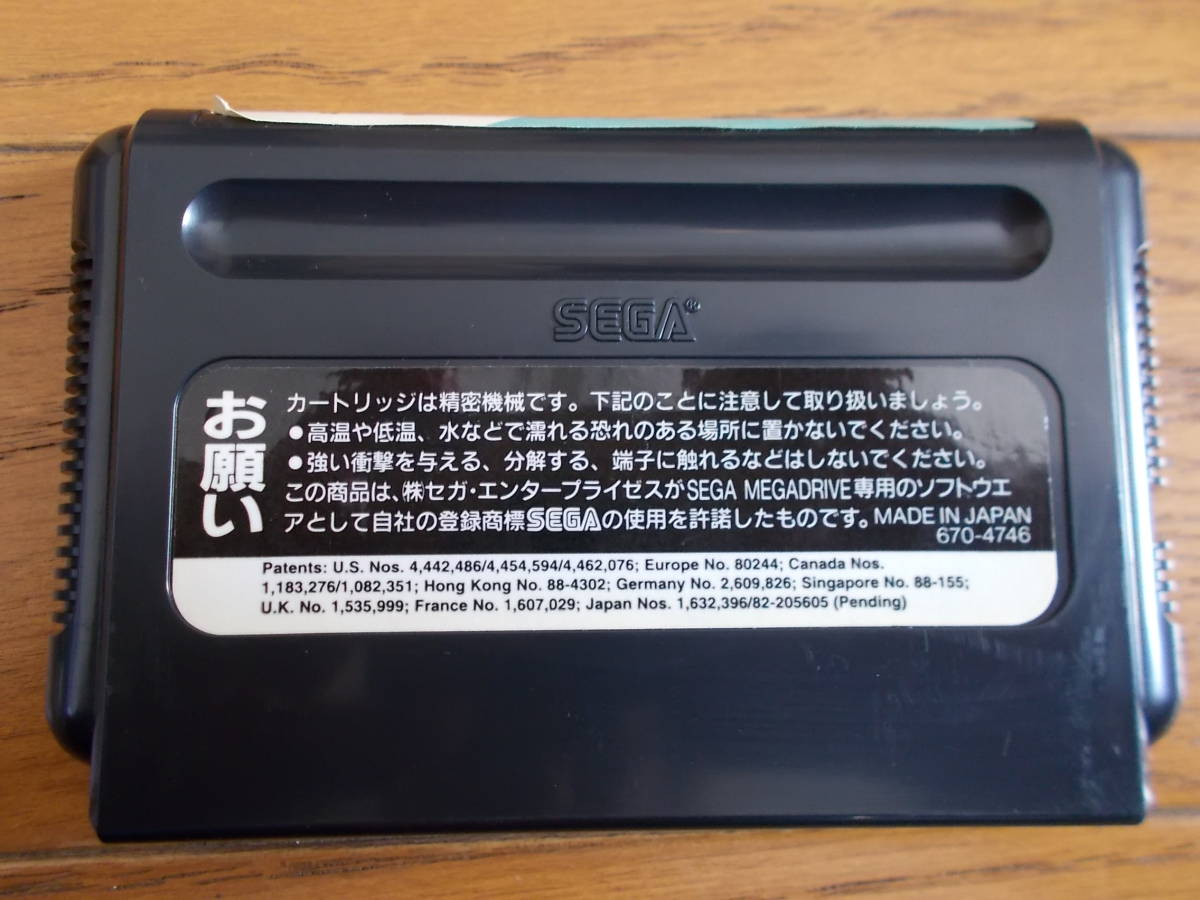 SEGA®
お願い
カートリッジは精密機械です。下記のことに注意して取り扱いましょう。
●高温や低温、水などで濡れる恐れのある場所に置かないでください。
●強い衝撃を与える、分解する、端子に触れるなどはしないでください。
この商品は、㈱セガ・エンタープライゼスがSEGA MEGADRIVE専用のソフトウエ
アとして自社の登録商標SEGAの使用を許諾したものです。MADE IN JAPAN
670-4746
Patents: U.S. Nos. 4,442,486/4,454,594/4,462,076; Europe No. 80244; Canada Nos.
1,183,276/1,082,351; Hong Kong No. 88-4302; Germany No. 2,609,826; Singapore No. 88-155;
U.K. No. 1,535,999; France No. 1,607,029; Japan Nos. 1,632,396/82-205605 (Pending)